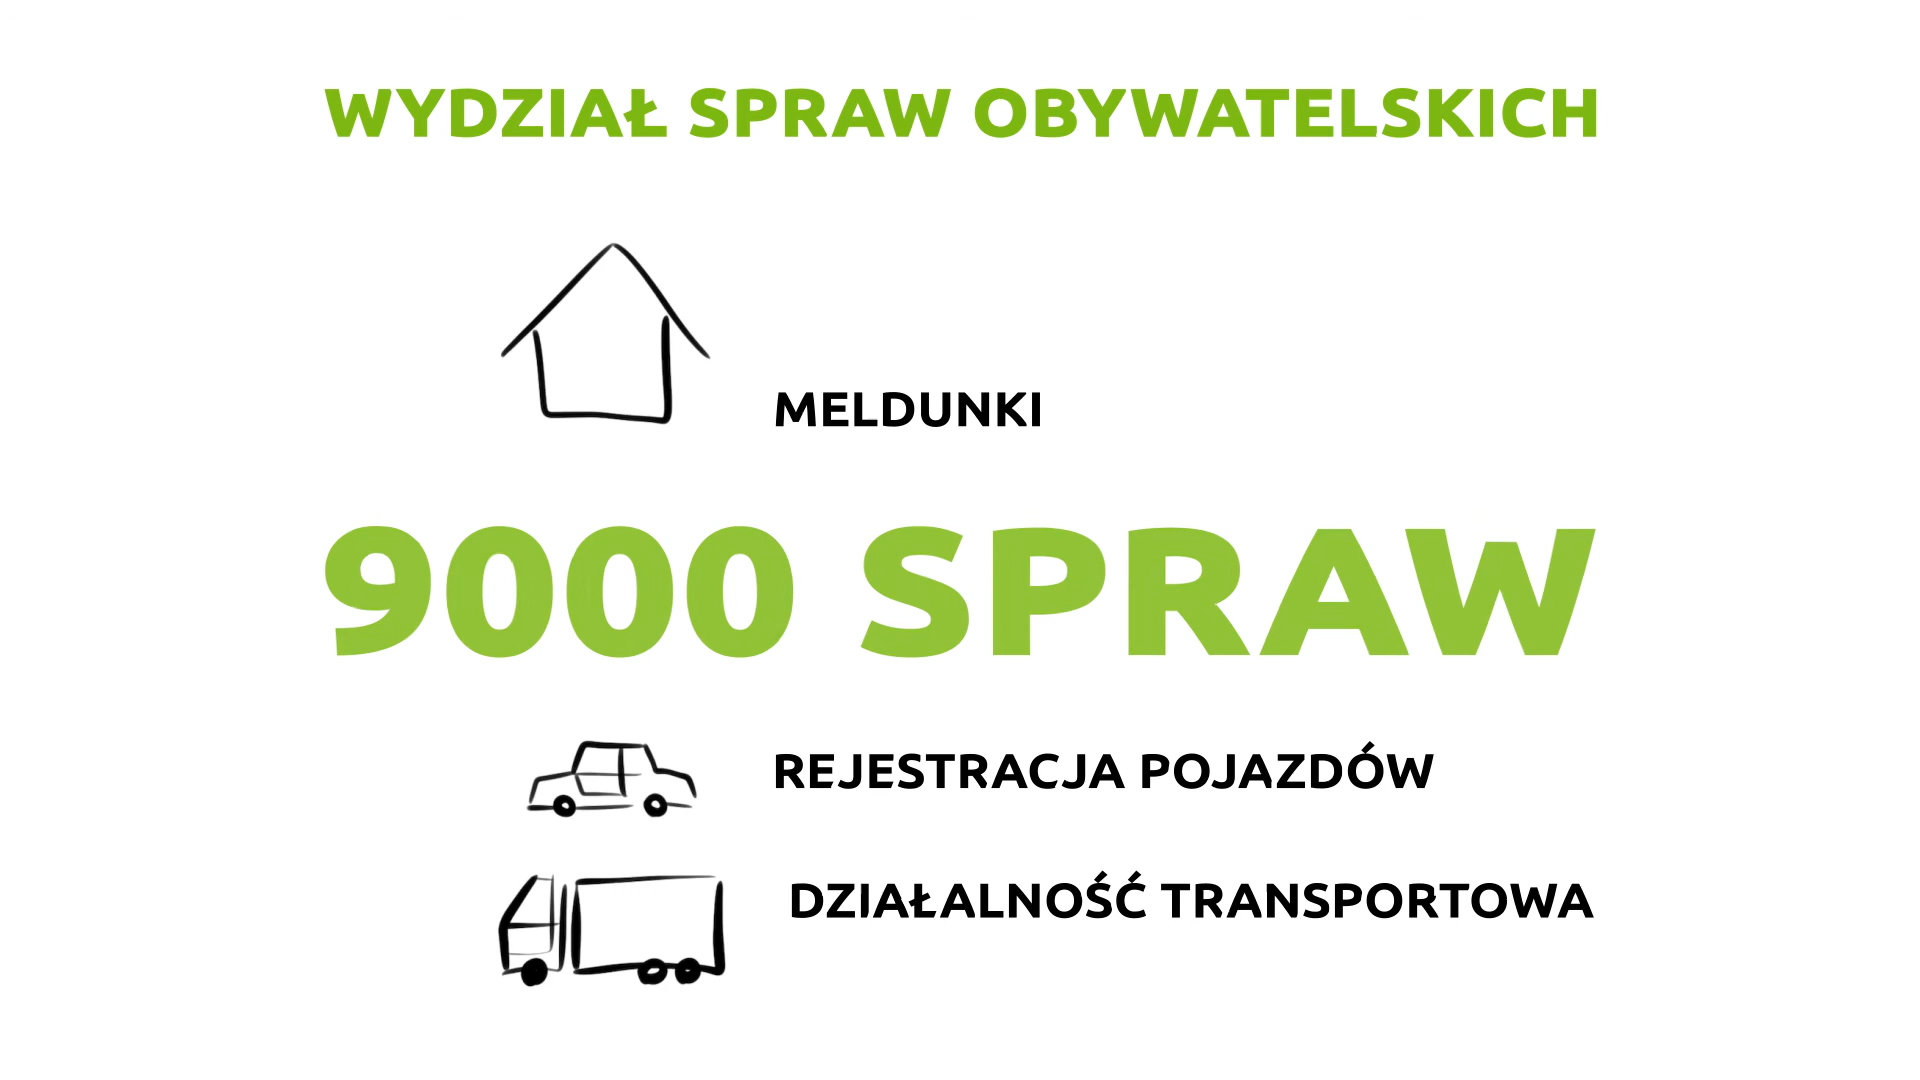 WYDZIAŁ SPRAW OBYWATELSKICH
MELDUNKI
9000 SPRAW
REJESTRACJA POJAZDÓW
DZIAŁALNOŚĆ TRANSPORTOWA